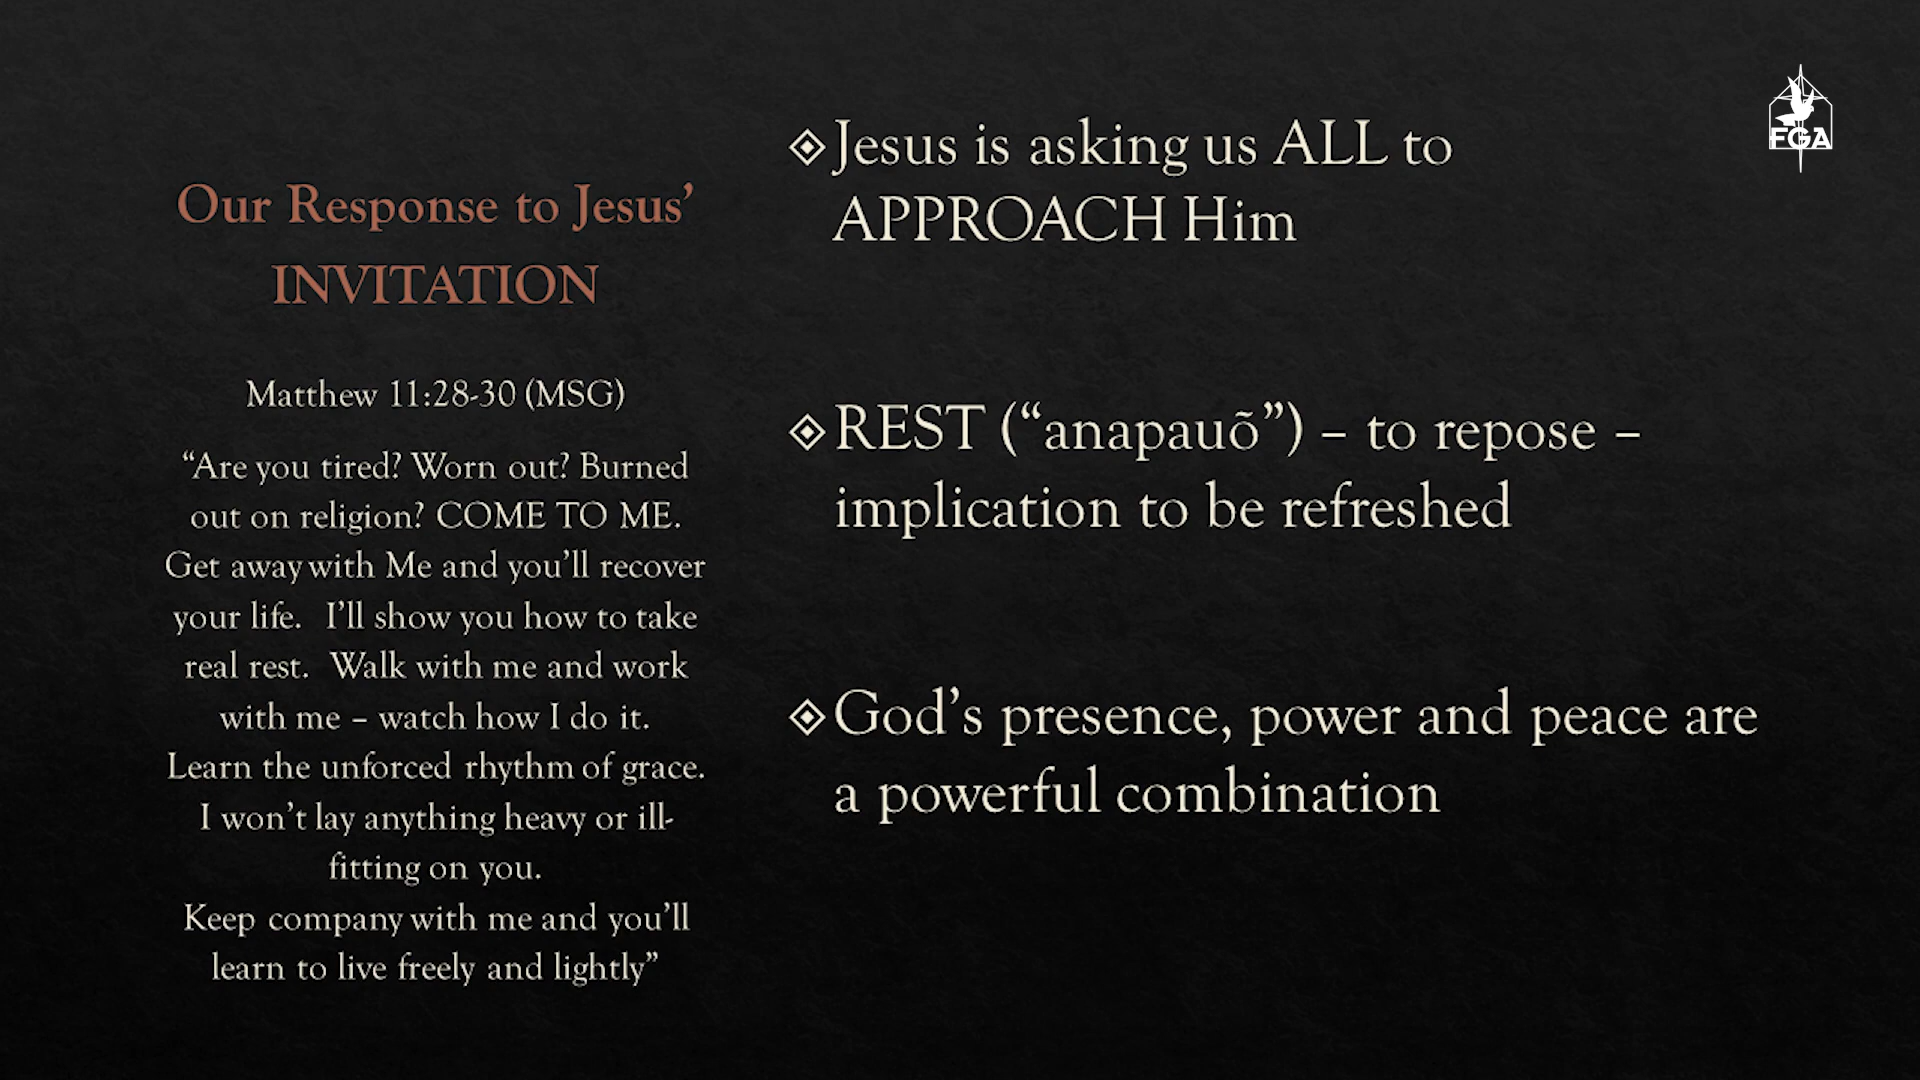 Our Response to Jesus’
INVITATION
Matthew 11:28-30 (MSG)
“Are you tired? Worn out? Burned
out on religion? COME TO ME.
Get away with Me and you’ll recover
your life.  I’ll show you how to take
real rest.  Walk with me and work
with me – watch how I do it.
Learn the unforced rhythm of grace.
I won’t lay anything heavy or ill-
fitting on you.
Keep company with me and you’ll
learn to live freely and lightly”
Jesus is asking us ALL to
APPROACH Him
REST (“anapauõ”) – to repose –
implication to be refreshed
God’s presence, power and peace are
a powerful combination
FGA